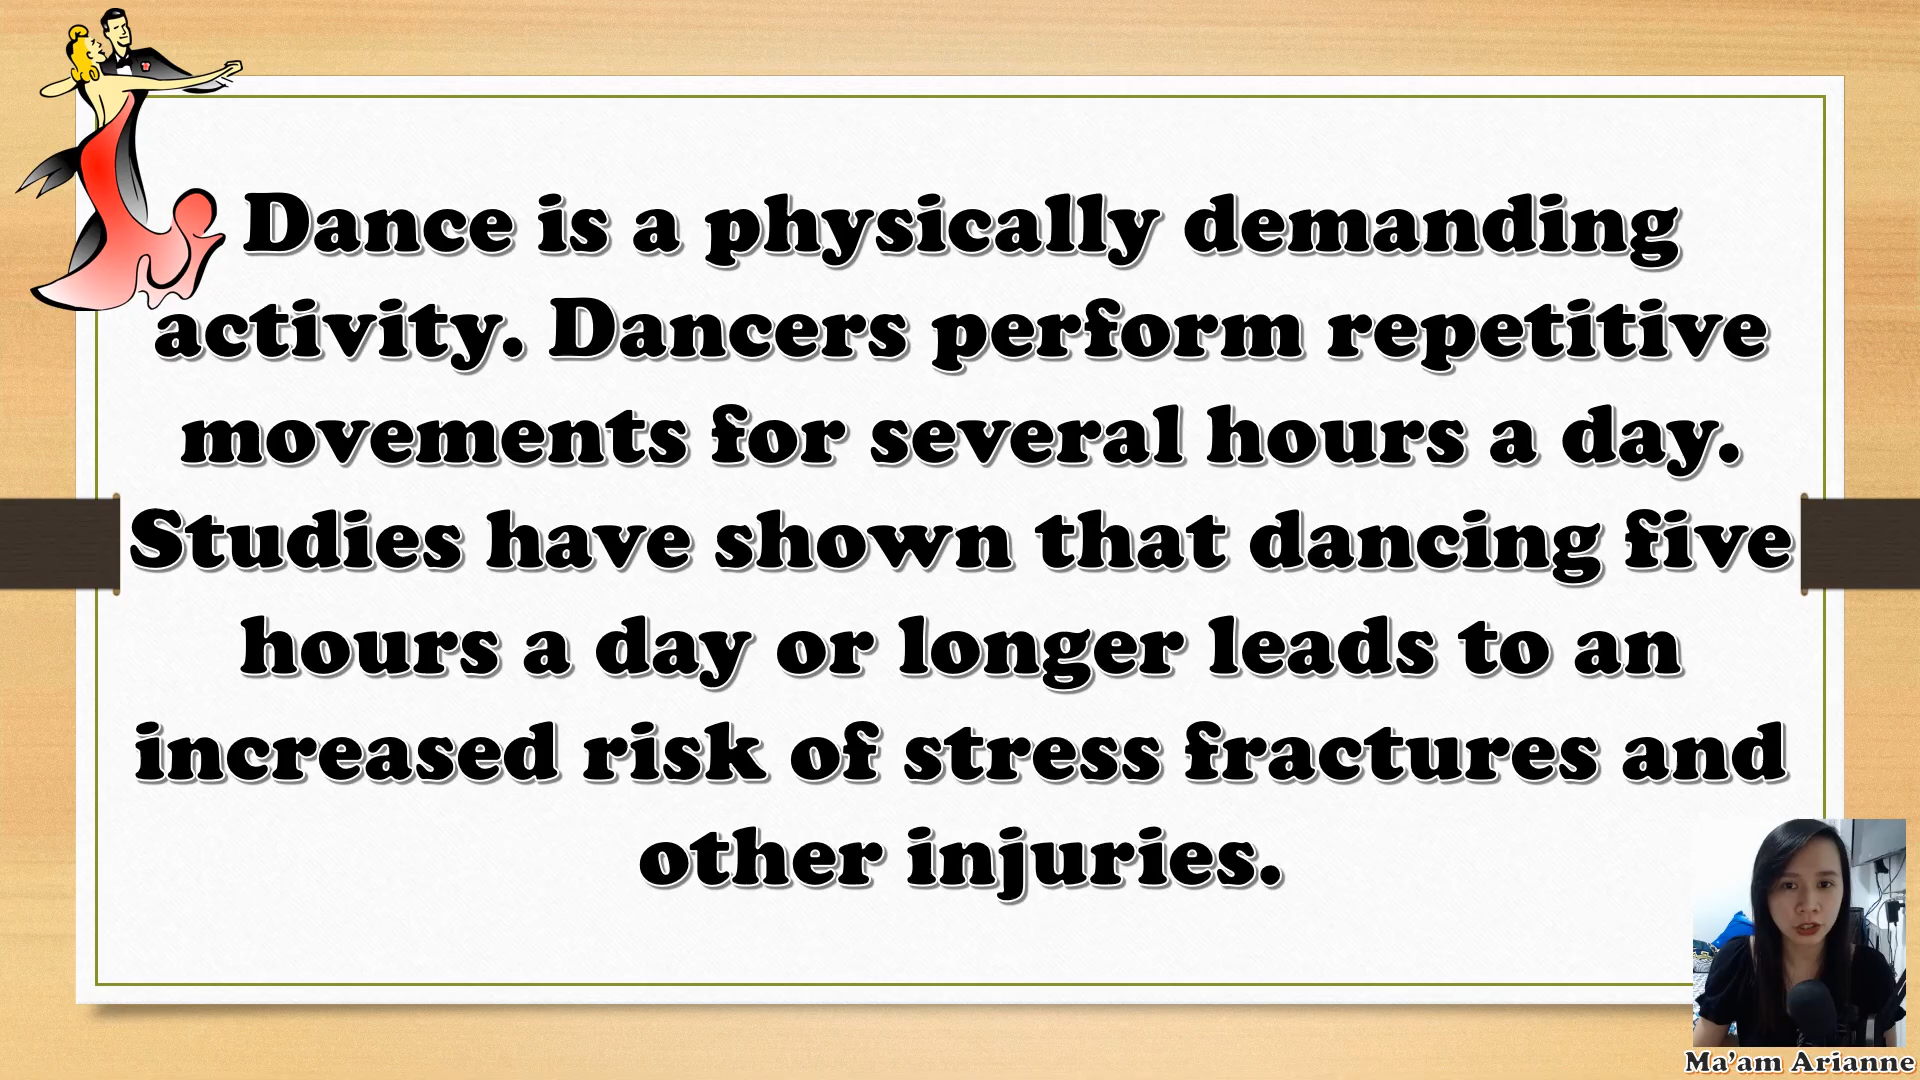 Dance is a physically demanding
activity. Dancers perform repetitive
movements for several hours a day.
Studies have shown that dancing five
hours a day or longer leads to an
increased risk of stress fractures and
other injuries.
Ma'am Arianne